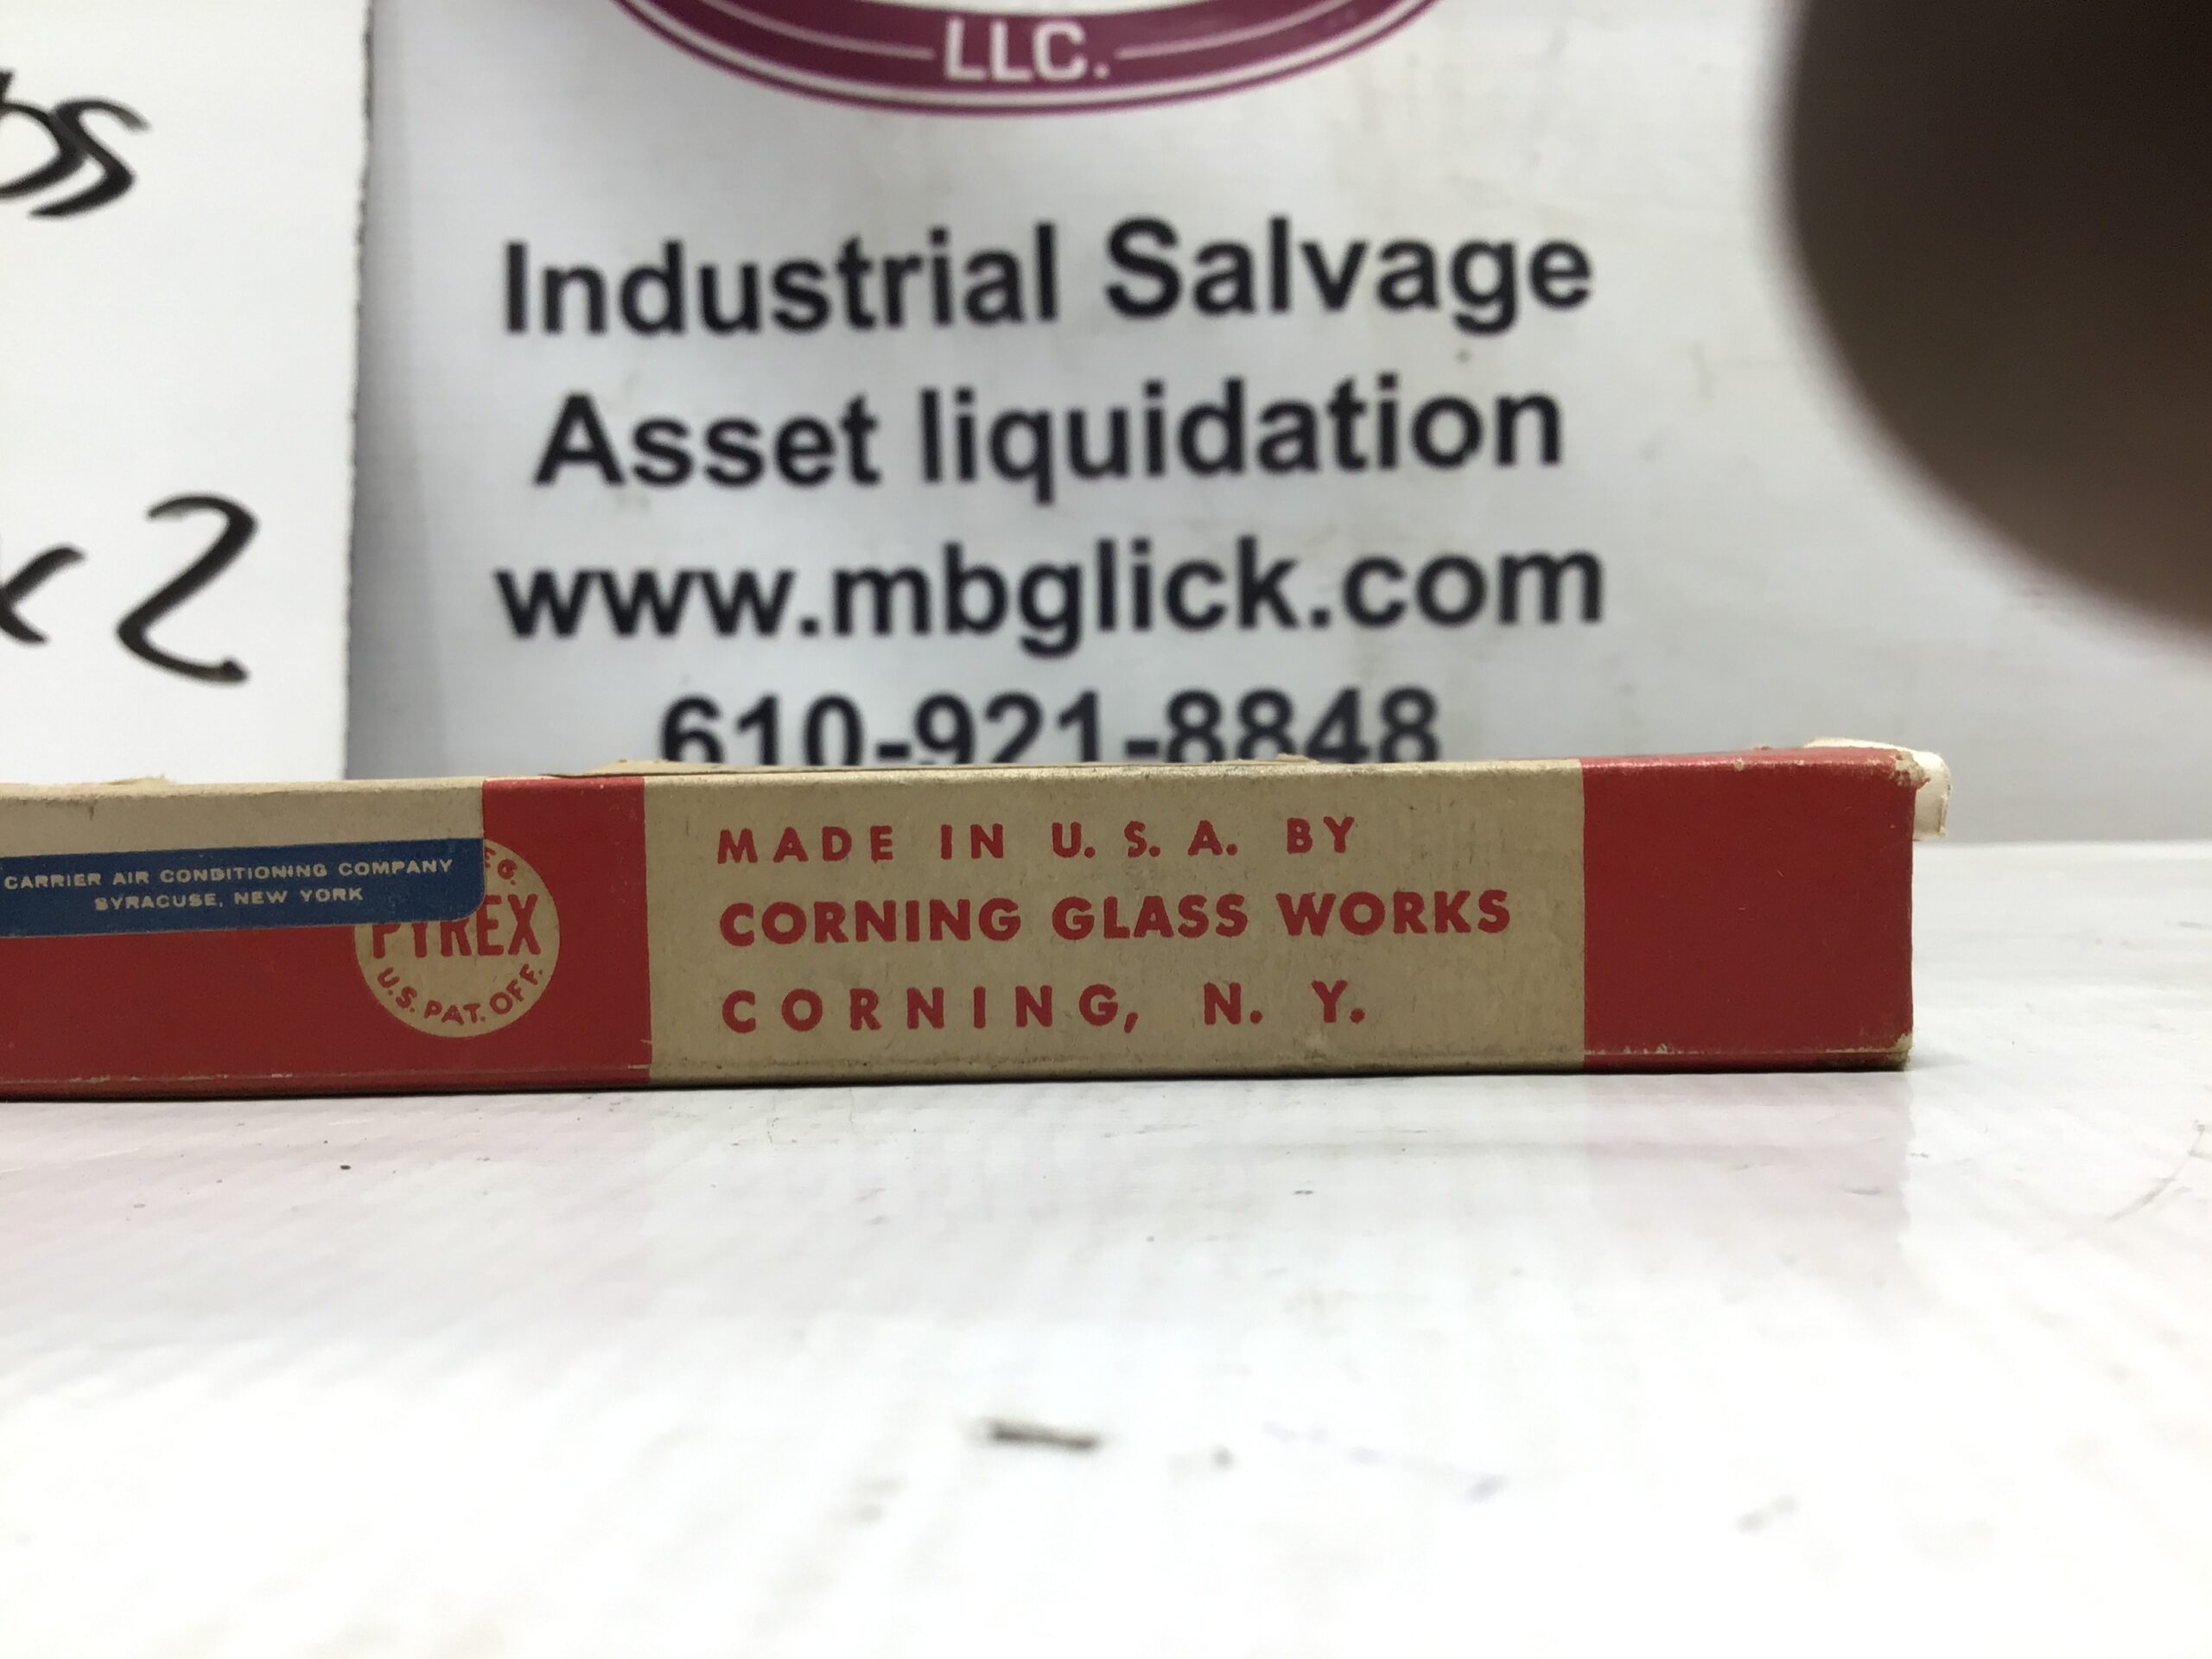 LLC.
Industrial Salvage
Asset liquidation
www.mbglick.com
610-921-8848
x2
CARRIER AIR CONDITIONING COMPANY
SYRACUSE, NEW YORK
PYREX
U.S. PAT. OFF.
MADE IN U. S. A. BY
CORNING GLASS WORKS
CORNING, N. Y.